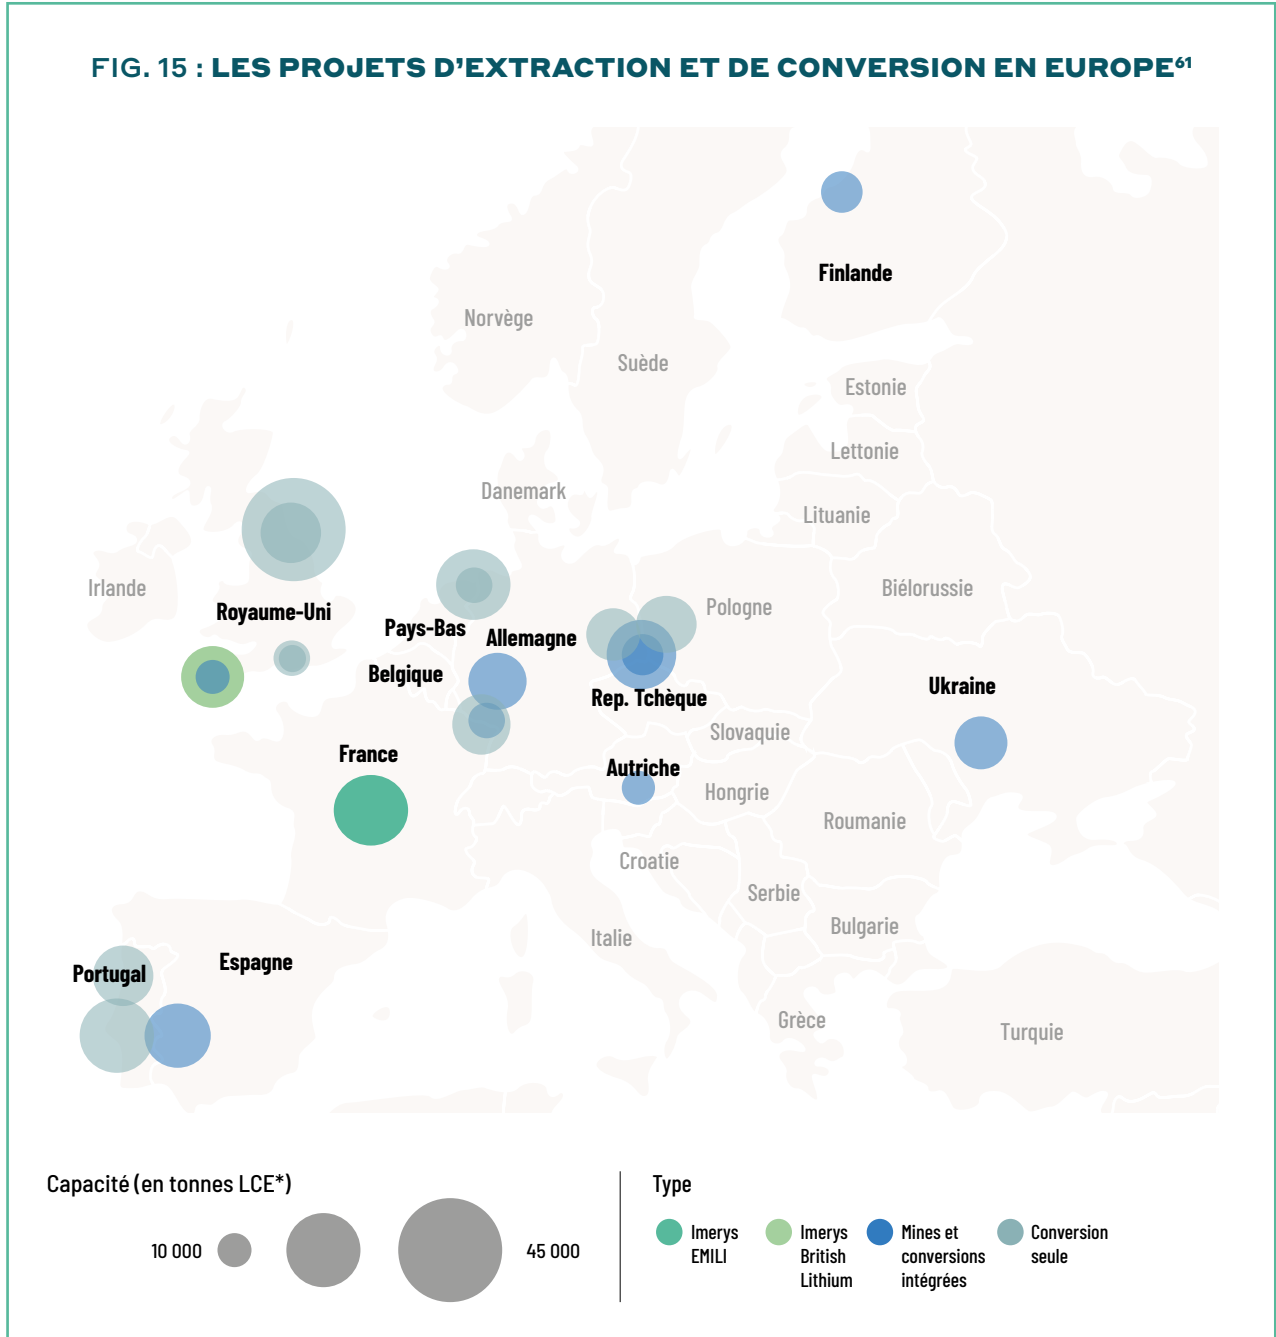 FIG. 15 : LES PROJETS D’EXTRACTION ET DE CONVERSION EN EUROPE⁶¹
Finlande
Norvège
Suède
Estonie
Lettonie
Danemark
Lituanie
Irlande
Biélorussie
Royaume-Uni
Pologne
Pays-Bas
Allemagne
Belgique
Ukraine
Rep. Tchèque
Slovaquie
France
Autriche
Hongrie
Roumanie
Croatie
Serbie
Bulgarie
Italie
Espagne
Portugal
Grèce
Turquie
Capacité (en tonnes LCE*)
10 000
45 000
Type
Imerys
EMILI
Imerys
British
Lithium
Mines et
conversions
intégrées
Conversion
seule